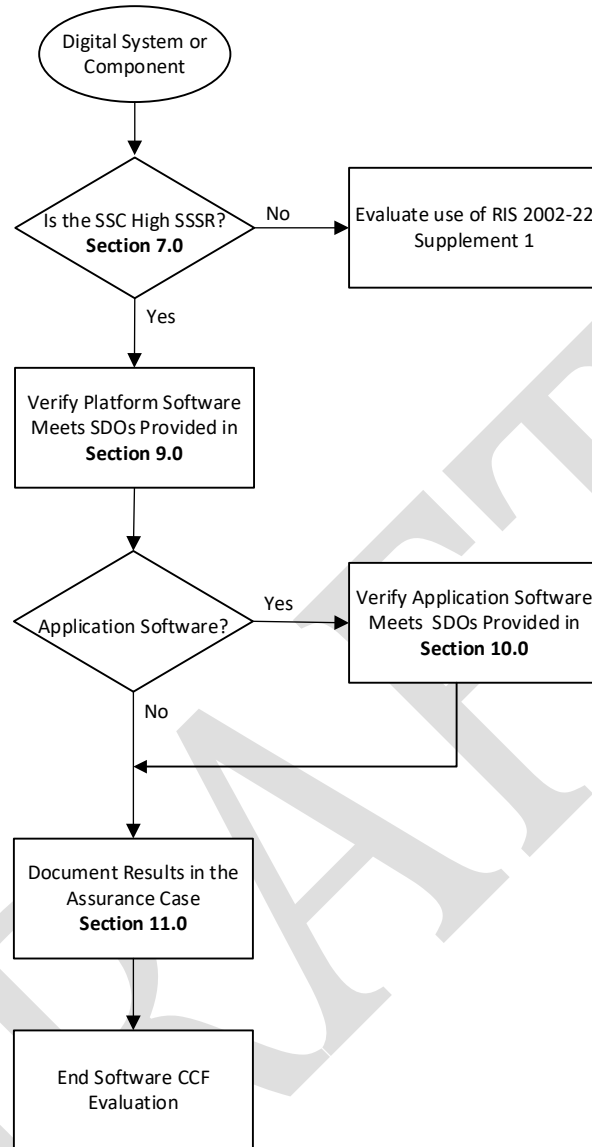 Digital System or
Component
Is the SSC High SSSR?
Section 7.0
No
Evaluate use of RIS 2002-22
Supplement 1
Yes
Verify Platform Software
Meets SDOs Provided in
Section 9.0
Application Software?
Yes
Verify Application Software
Meets SDOs Provided in
Section 10.0
No
Document Results in the
Assurance Case
Section 11.0
End Software CCF
Evaluation
DRAFT